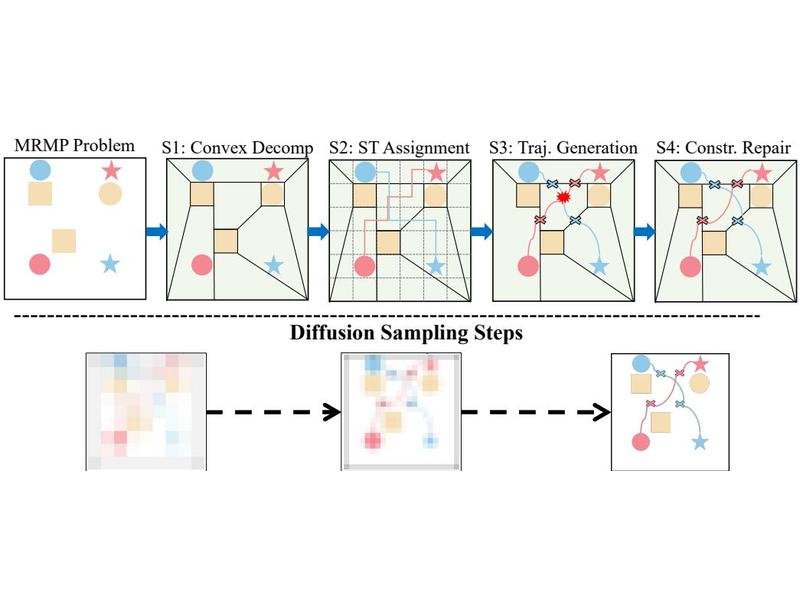 MRMP Problem
S1: Convex Decomp
S2: ST Assignment
S3: Traj. Generation
S4: Constr. Repair
Diffusion Sampling Steps